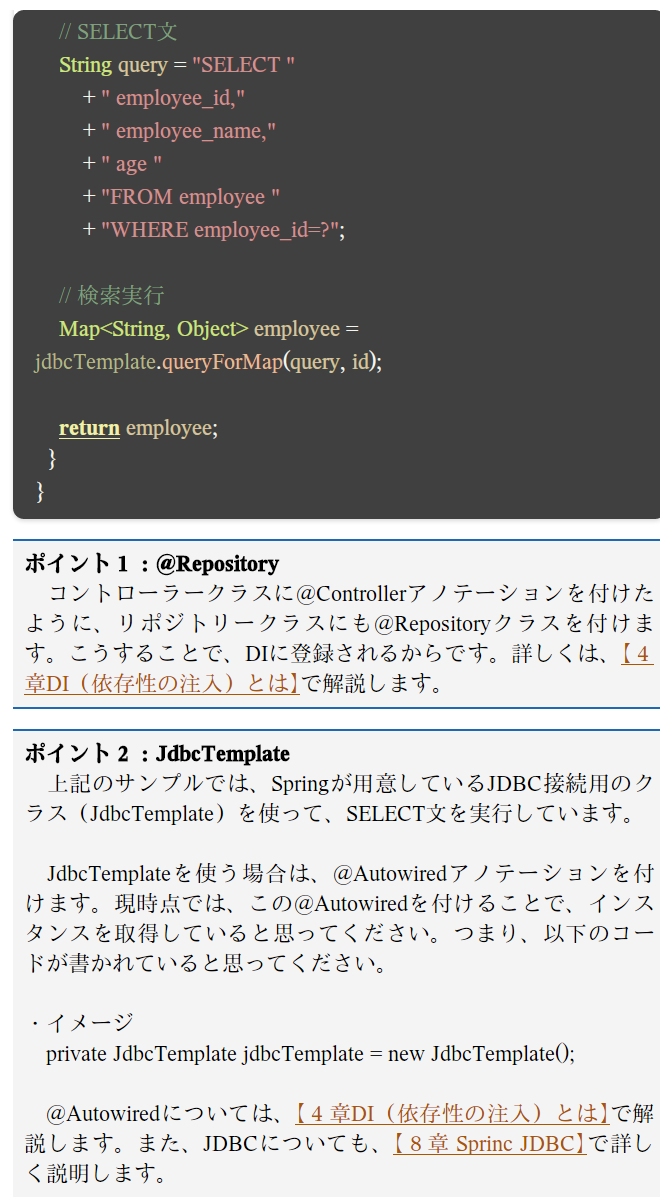 // SELECT文
String query = "SELECT "
+ " employee_id,"
+ " employee_name,"
+ " age "
+ "FROM employee "
+ "WHERE employee_id=?";
// 検索実行
Map<String, Object> employee =
jdbcTemplate.queryForMap(query, id);
return employee;
}
}
ポイント1 : @Repository
コントローラークラスに@Controllerアノテーションを付けた
ように、リポジトリークラスにも@Repositoryクラスを付けま
す。こうすることで、DIに登録されるからです。詳しくは、【4
章DI（依存性の注入）とは】で解説します。
ポイント2 : JdbcTemplate
上記のサンプルでは、Springが用意しているJDBC接続用のク
ラス（JdbcTemplate）を使って、SELECT文を実行しています。
JdbcTemplateを使う場合は、@Autowiredアノテーションを付
けます。現時点では、この@Autowiredを付けることで、インス
タンスを取得していると思ってください。つまり、以下のコー
ドが書かれていると思ってください。
・イメージ
private JdbcTemplate jdbcTemplate = new JdbcTemplate();
@Autowiredについては、【4章DI（依存性の注入）とは】で解
説します。また、JDBCについても、【8章 Sprinc JDBC】で詳し
く説明します。